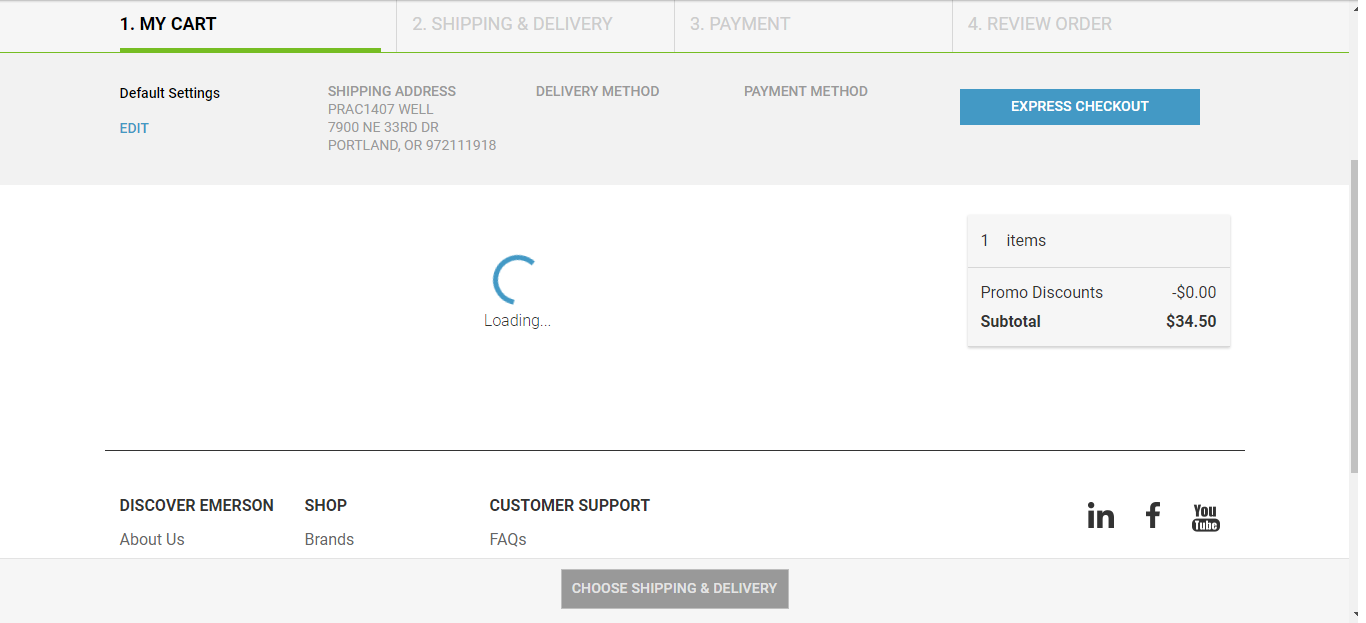 1. MY CART
2. SHIPPING & DELIVERY
3. PAYMENT
4. REVIEW ORDER
Default Settings
EDIT
SHIPPING ADDRESS
PRAC1407 WELL
7900 NE 33RD DR
PORTLAND, OR 972111918
DELIVERY METHOD
PAYMENT METHOD
EXPRESS CHECKOUT
Loading...
1 items
Promo Discounts -$0.00
Subtotal $34.50
DISCOVER EMERSON
About Us
SHOP
Brands
CUSTOMER SUPPORT
FAQs
in
f
You
Tube
CHOOSE SHIPPING & DELIVERY